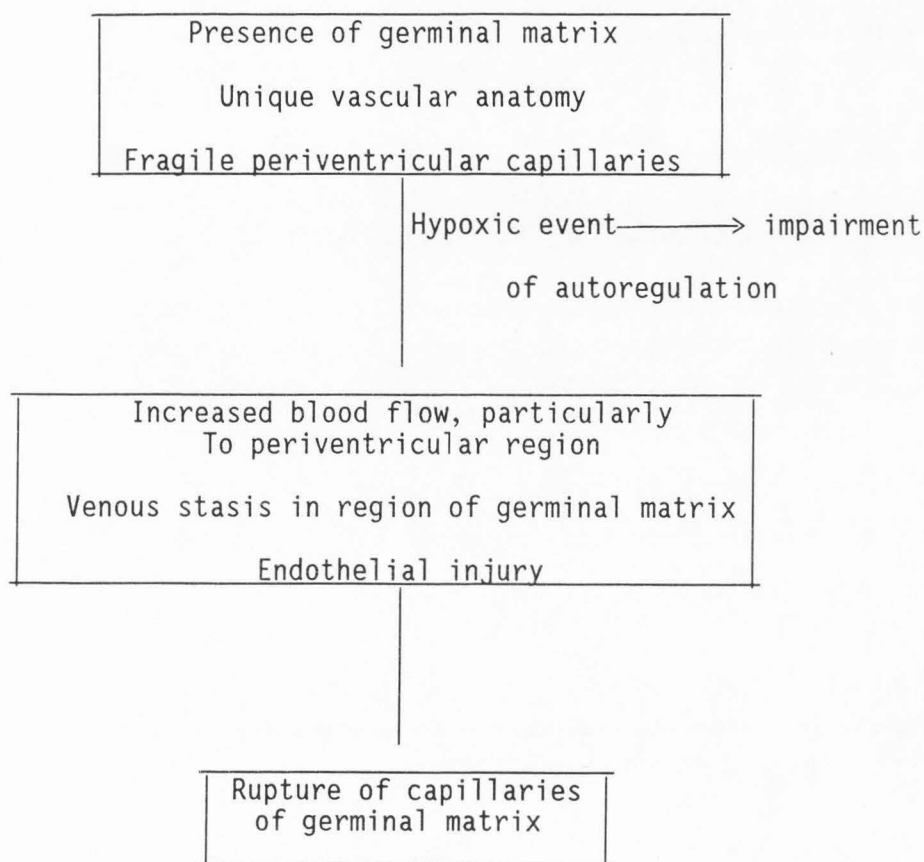 Presence of germinal matrix
Unique vascular anatomy
Fragile periventricular capillaries
Hypoxic event ⟶ impairment
of autoregulation
Increased blood flow, particularly
To periventricular region
Venous stasis in region of germinal matrix
Endothelial injury
Rupture of capillaries
of germinal matrix